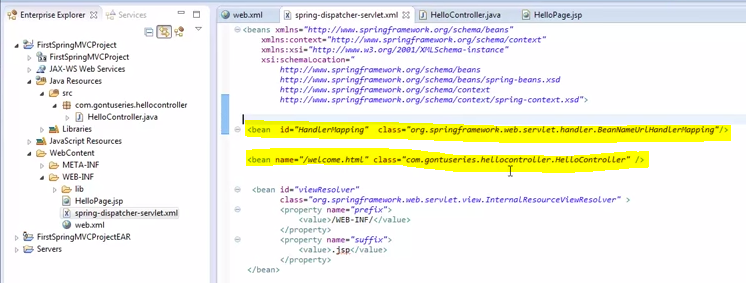 Enterprise Explorer
Services
FirstSpringMVCProject
FirstSpringMVCProject
JAX-WS Web Services
Java Resources
src
com.gontuseries.hellocontroller
HelloController.java
Libraries
JavaScript Resources
WebContent
META-INF
WEB-INF
lib
HelloPage.jsp
spring-dispatcher-servlet.xml
web.xml
FirstSpringMVCProjectEAR
Servers
web.xml
spring-dispatcher-servlet.xml
HelloController.java
HelloPage.jsp
<beans xmlns="http://www.springframework.org/schema/beans"
xmlns:context="http://www.springframework.org/schema/context"
xmlns:xsi="http://www.w3.org/2001/XMLSchema-instance"
xsi:schemaLocation="
http://www.springframework.org/schema/beans
http://www.springframework.org/schema/beans/spring-beans.xsd
http://www.springframework.org/schema/context
http://www.springframework.org/schema/context/spring-context.xsd">
<bean id="HandlerMapping" class="org.springframework.web.servlet.handler.BeanNameUrlHandlerMapping"/>
<bean name="/welcome.html" class="com.gontuseries.hellocontroller.HelloController" />
<bean id="viewResolver"
class="org.springframework.web.servlet.view.InternalResourceViewResolver" >
<property name="prefix">
<value>/WEB-INF/</value>
</property>
<property name="suffix">
<value>.jsp</value>
</property>
</bean>